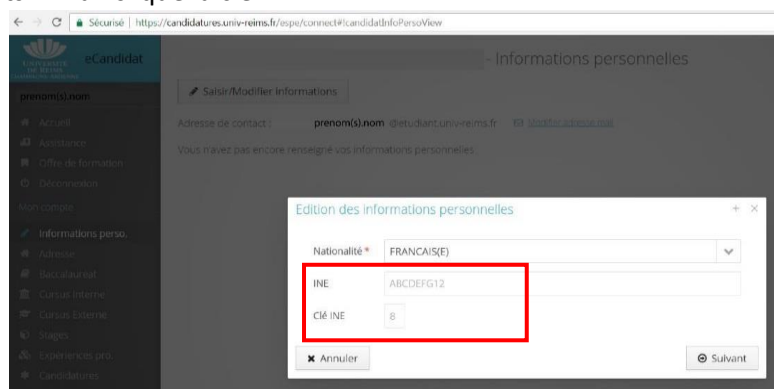 Sécurisé | https://candidatures.univ-reims.fr/espe/connect#!candidatInfoPersoView
UNIVERSITÉ
DE REIMS
eCandidat
- Informations personnelles
prenom(s).nom
Saisir/Modifier Informations
Accueil
Adresse de contact : prenom(s).nom @etudiant.univ-reims.fr Modifier adresse mail
Assistance
Vous n'avez pas encore renseigné vos informations personnelles
Offre de formation
Déconnexion
Mon compte
Edition des informations personnelles
Informations perso.
Nationalité * FRANCAIS(E)
Adresse
Baccalauréat
INE ABCDEFG12
Cursus interne
Cursus Externe
Clé INE 8
Stages
Expériences pro.
Annuler Suivant
Candidatures